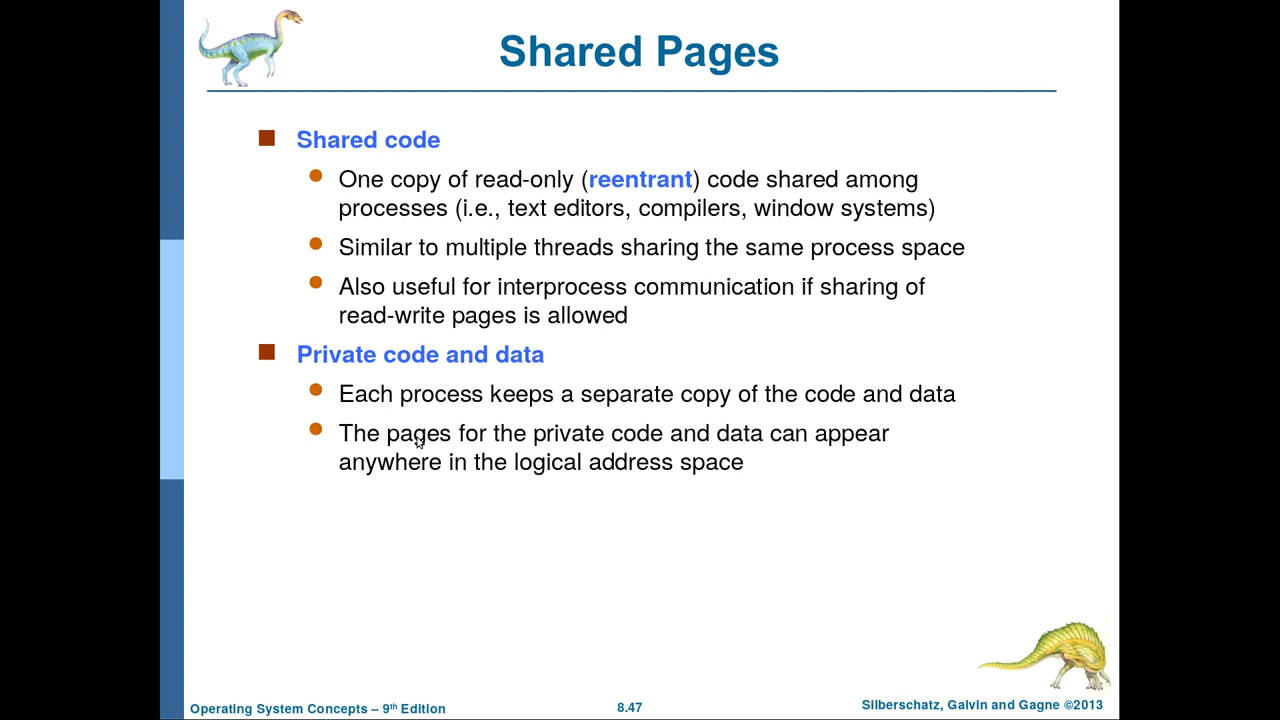 Shared Pages
Shared code
One copy of read-only (reentrant) code shared among
processes (i.e., text editors, compilers, window systems)
Similar to multiple threads sharing the same process space
Also useful for interprocess communication if sharing of
read-write pages is allowed
Private code and data
Each process keeps a separate copy of the code and data
The pages for the private code and data can appear
anywhere in the logical address space
Operating System Concepts – 9th Edition
8.47
Silberschatz, Galvin and Gagne ©2013